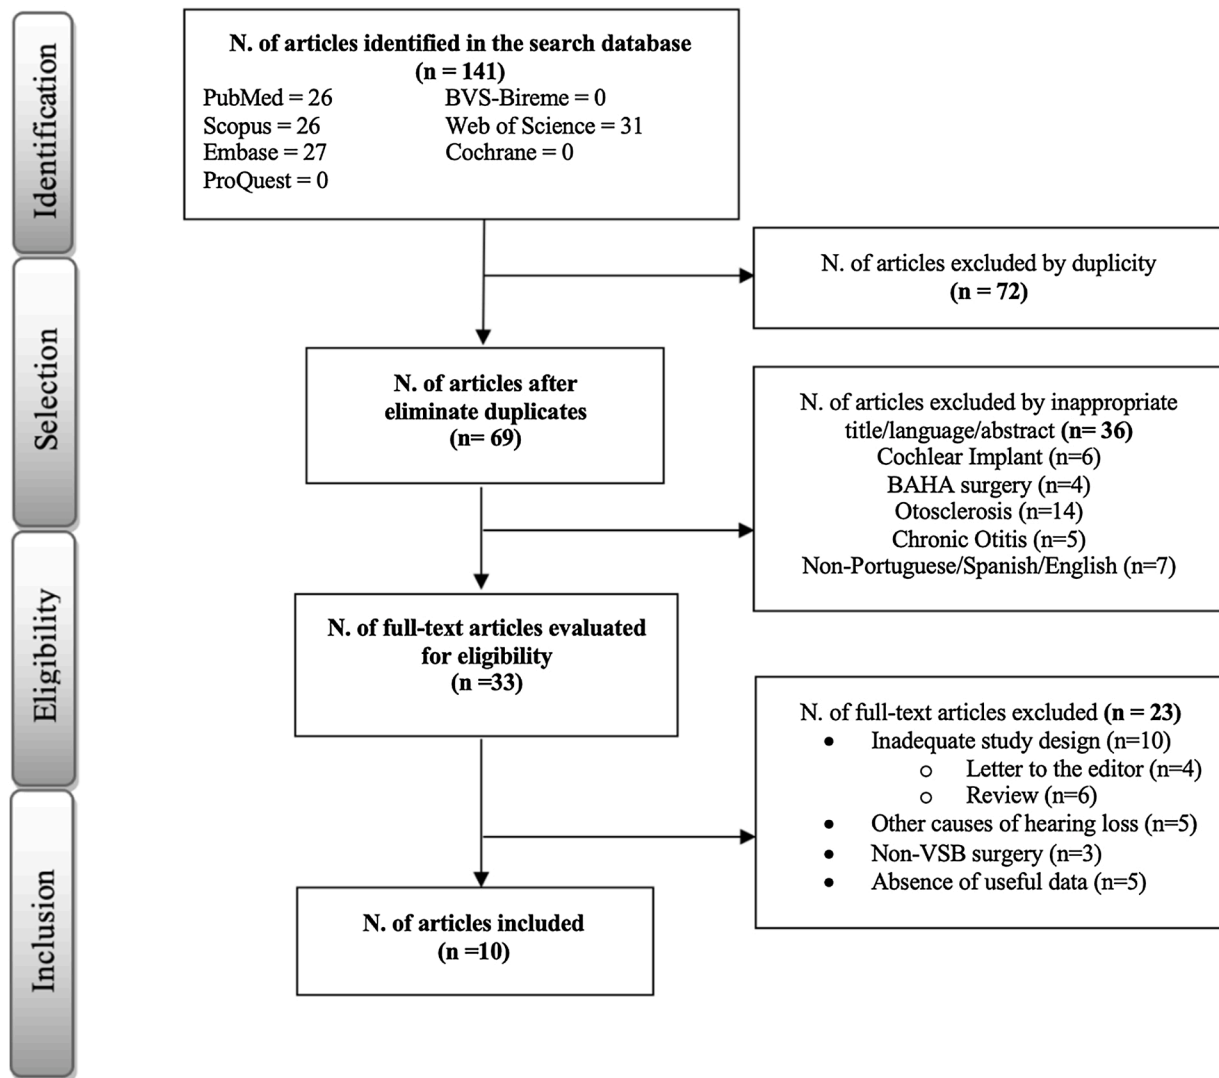 Identification
N. of articles identified in the search database
(n = 141)
PubMed = 26
Scopus = 26
Embase = 27
ProQuest = 0
BVS-Bireme = 0
Web of Science = 31
Cochrane = 0
N. of articles excluded by duplicity
(n = 72)
Selection
N. of articles after
eliminate duplicates
(n= 69)
N. of articles excluded by inappropriate
title/language/abstract (n= 36)
Cochlear Implant (n=6)
BAHA surgery (n=4)
Otosclerosis (n=14)
Chronic Otitis (n=5)
Non-Portuguese/Spanish/English (n=7)
Eligibility
N. of full-text articles evaluated
for eligibility
(n =33)
N. of full-text articles excluded (n = 23)
• Inadequate study design (n=10)
o Letter to the editor (n=4)
o Review (n=6)
• Other causes of hearing loss (n=5)
• Non-VSB surgery (n=3)
• Absence of useful data (n=5)
Inclusion
N. of articles included
(n =10)